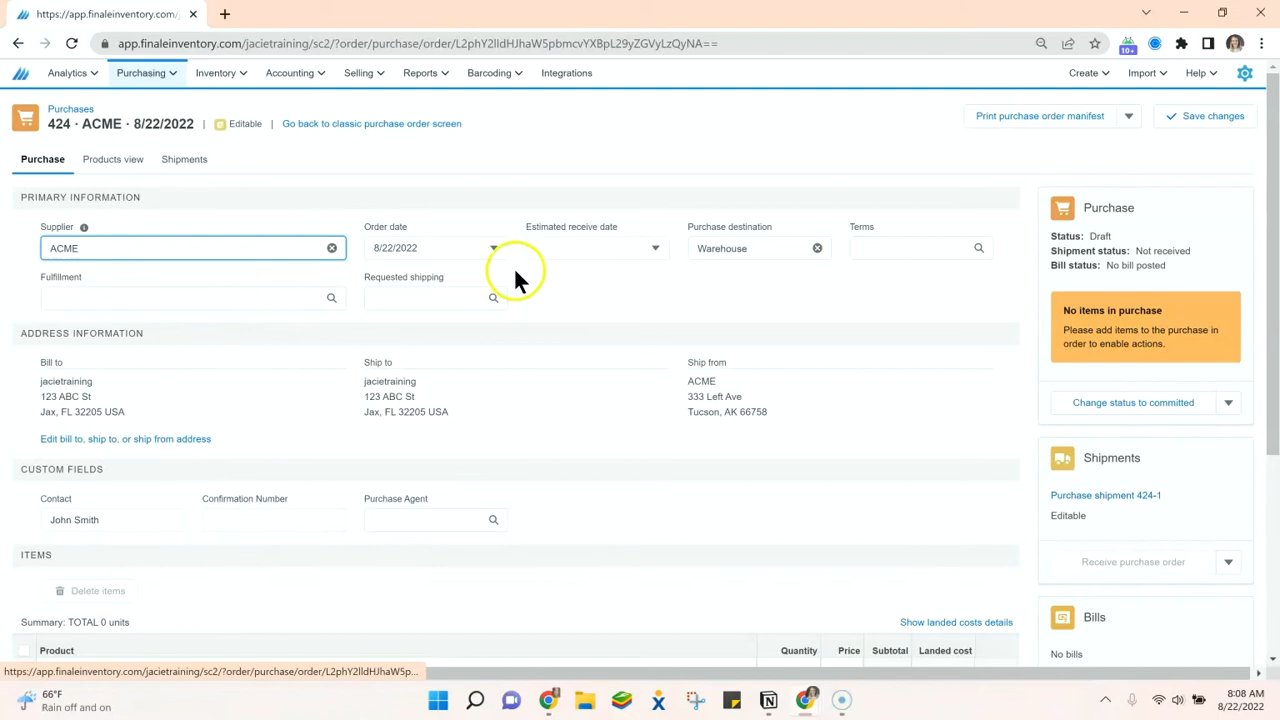 https://app.finaleinventory.com/
app.finaleinventory.com/jacietraining/sc2/?order/purchase/order/L2phY2lldHJhaW5pbmcvYXBpL29yZGVyLzQyNA==
10+
Analytics Purchasing Inventory Accounting Selling Reports Barcoding Integrations Create Import Help
Purchases
424 · ACME · 8/22/2022 | Editable | Go back to classic purchase order screen
Print purchase order manifest Save changes
Purchase Products view Shipments
PRIMARY INFORMATION
Supplier Order date Estimated receive date Purchase destination Terms
ACME 8/22/2022 Warehouse
Fulfillment Requested shipping
ADDRESS INFORMATION
Bill to Ship to Ship from
jacietraining jacietraining ACME
123 ABC St 123 ABC St 333 Left Ave
Jax, FL 32205 USA Jax, FL 32205 USA Tucson, AK 66758
Edit bill to, ship to, or ship from address
CUSTOM FIELDS
Contact Confirmation Number Purchase Agent
John Smith
ITEMS
Delete items
Summary: TOTAL 0 units Show landed costs details
Product Quantity Price Subtotal Landed cost
Purchase
Status: Draft
Shipment status: Not received
Bill status: No bill posted
No items in purchase
Please add items to the purchase in
order to enable actions.
Change status to committed
Shipments
Purchase shipment 424-1
Editable
Receive purchase order
Bills
No bills
https://app.finaleinventory.com/jacietraining/sc2/?order/purchase/order/L2phY2lldHJhaW5p...
66°F
Rain off and on
8:08 AM
8/22/2022